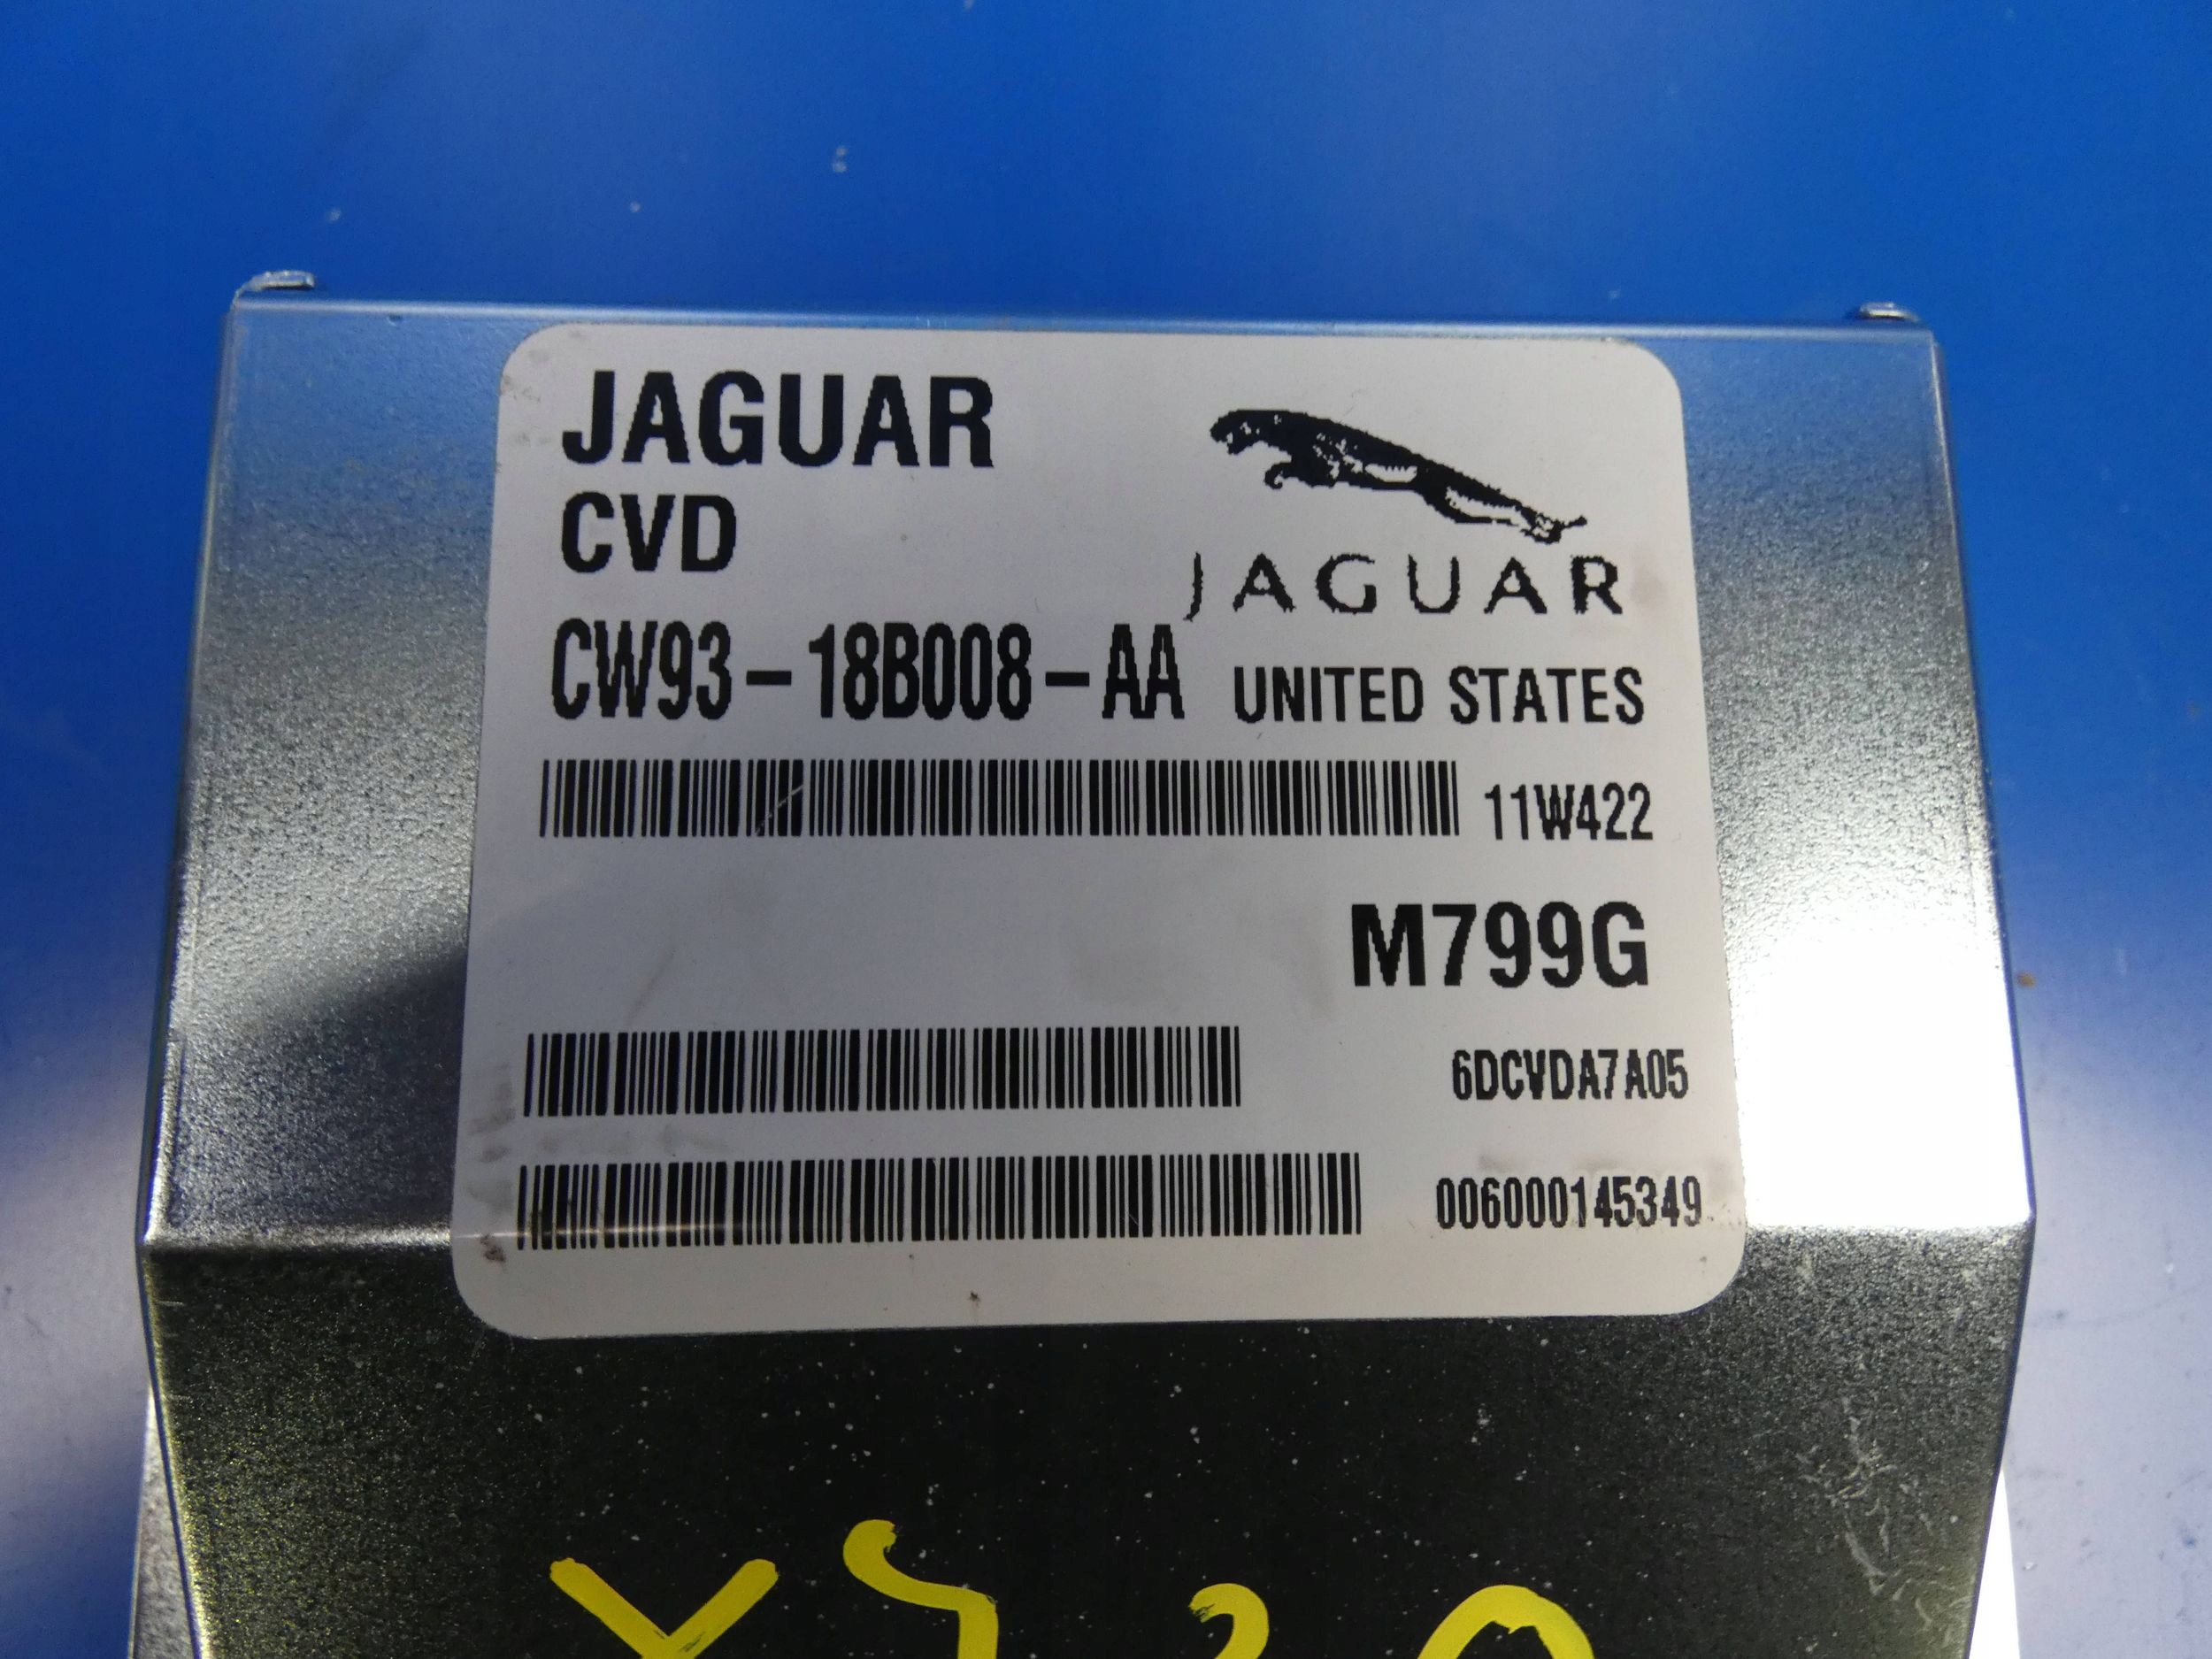 JAGUAR
CVD
JAGUAR
CW93-18B008-AA
UNITED STATES
11W422
M799G
6DCVDA7A05
006000145349